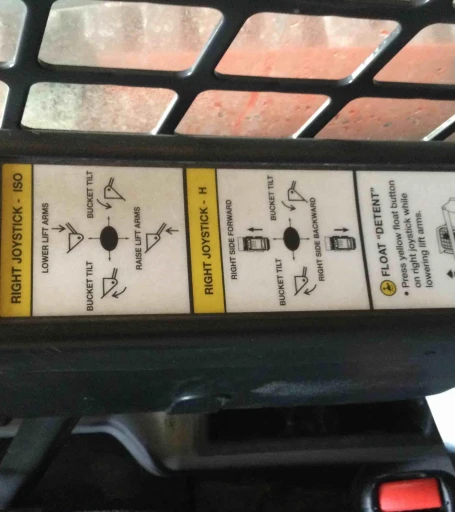 RIGHT JOYSTICK - ISO
LOWER LIFT ARMS
BUCKET TILT
BUCKET TILT
RAISE LIFT ARMS
RIGHT JOYSTICK - H
RIGHT SIDE FORWARD
BUCKET TILT
BUCKET TILT
RIGHT SIDE BACKWARD
FLOAT "DETENT"
• Press yellow float button
on right joystick while
lowering lift arms.